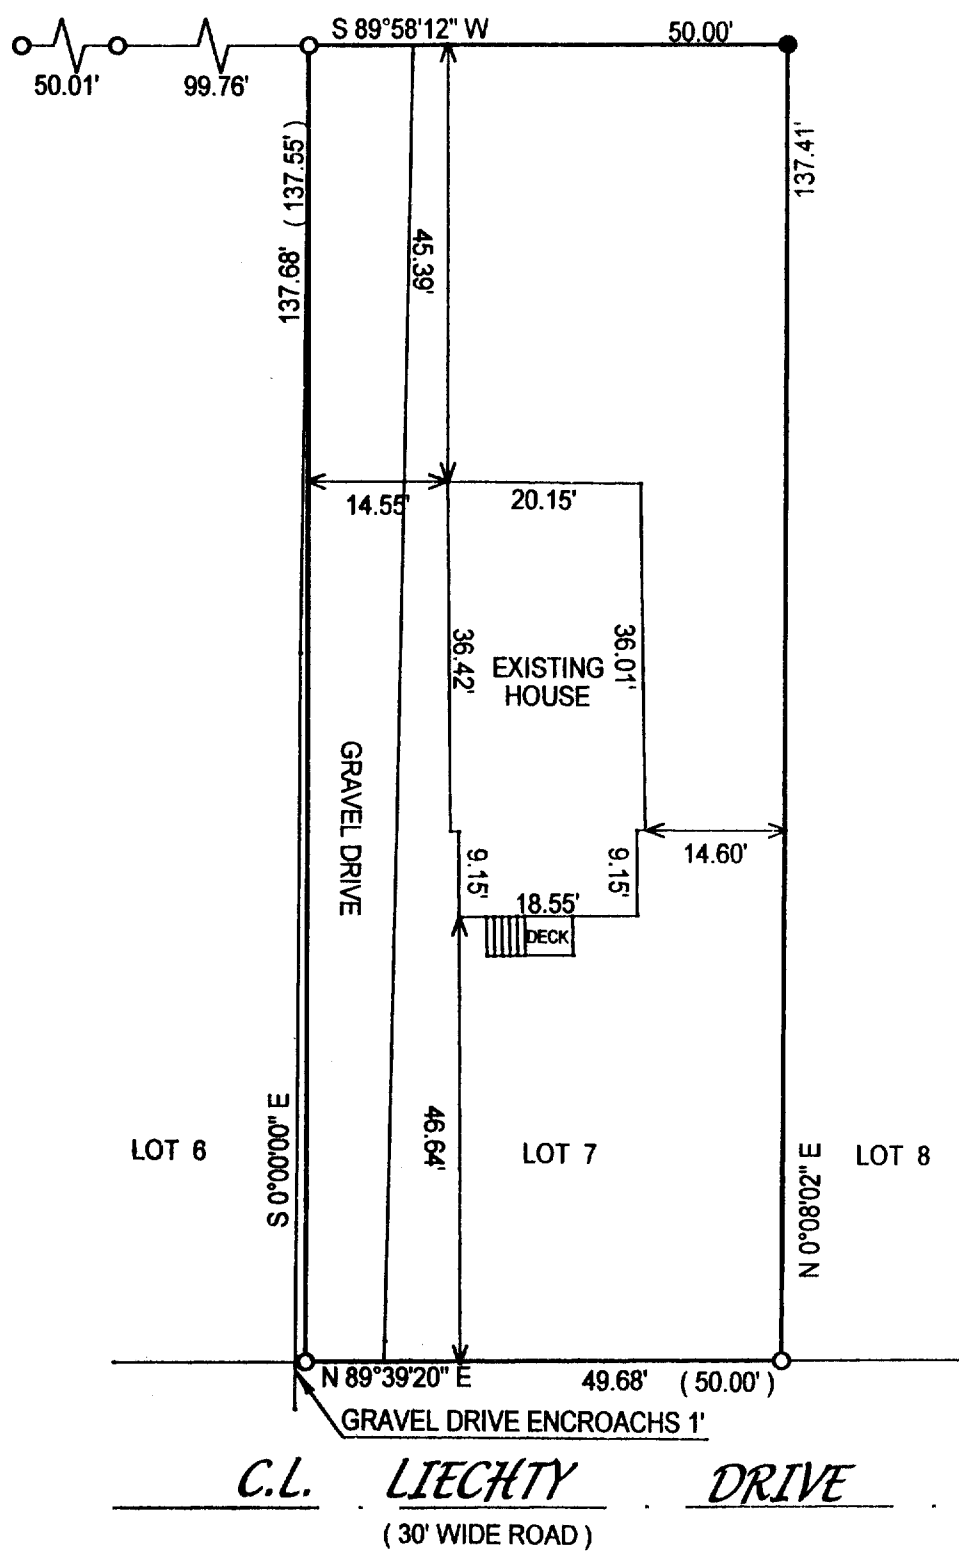 S 89°58'12" W
50.00'
50.01'
99.76'
137.68' (137.55')
137.41'
45.39'
14.55'
20.15'
36.42'
36.01'
EXISTING
HOUSE
GRAVEL DRIVE
14.60'
9.15'
9.15'
18.55'
DECK
46.64'
S 0°00'00" E
LOT 6
LOT 7
LOT 8
N 0°08'02" E
N 89°39'20" E
49.68' (50.00')
GRAVEL DRIVE ENCROACHS 1'
C.L. LIECHTY DRIVE
(30' WIDE ROAD)